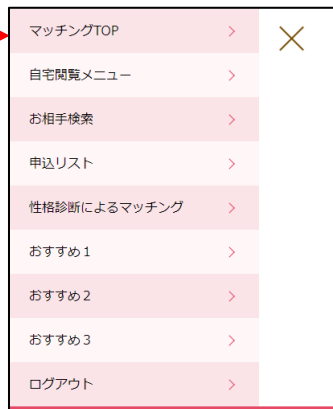 マッチングTOP
自宅閲覧メニュー
お相手検索
申込リスト
性格診断によるマッチング
おすすめ１
おすすめ２
おすすめ３
ログアウト